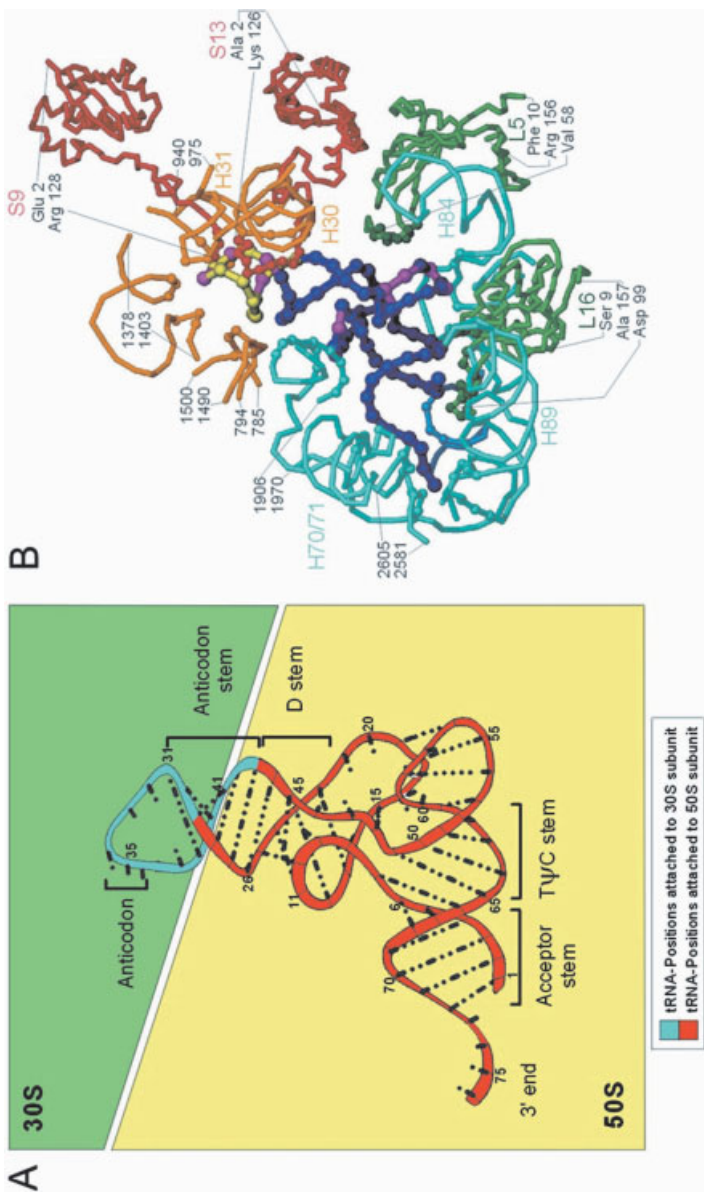 A
30S
Anticodon
35
31
Anticodon
stem
41
26
D stem
45
11
20
15
50
60
55
6
TψC stem
65
70
Acceptor
stem
1
75
3' end
50S
tRNA-Positions attached to 30S subunit
tRNA-Positions attached to 50S subunit
B
S9
Glu 2
Arg 128
940
975
H31
H30
S13
Ala 2
Lys 126
1378
1403
1500
1490
794
785
1906
1970
H70/71
2605
2581
H89
H84
L5
Phe 10
Arg 156
Val 58
L16
Ser 9
Ala 157
Asp 99